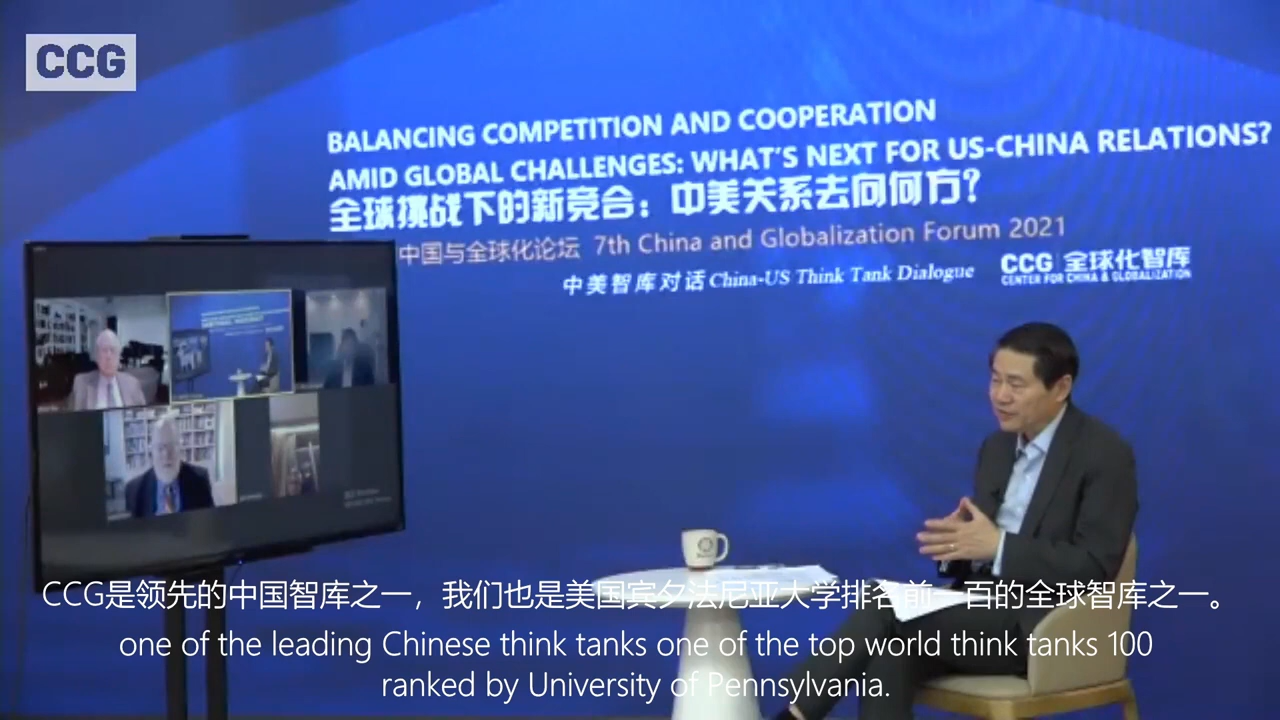 CCG
BALANCING COMPETITION AND COOPERATION
AMID GLOBAL CHALLENGES: WHAT'S NEXT FOR US-CHINA RELATIONS?
全球挑战下的新竞合：中美关系去向何方？
中国与全球化论坛 7th China and Globalization Forum 2021
中美智库对话 China-US Think Tank Dialogue
CCG 全球化智库
CENTER FOR CHINA & GLOBALIZATION
CCG是领先的中国智库之一，我们也是美国宾夕法尼亚大学排名前一百的全球智库之一。
one of the leading Chinese think tanks one of the top world think tanks 100
ranked by University of Pennsylvania.